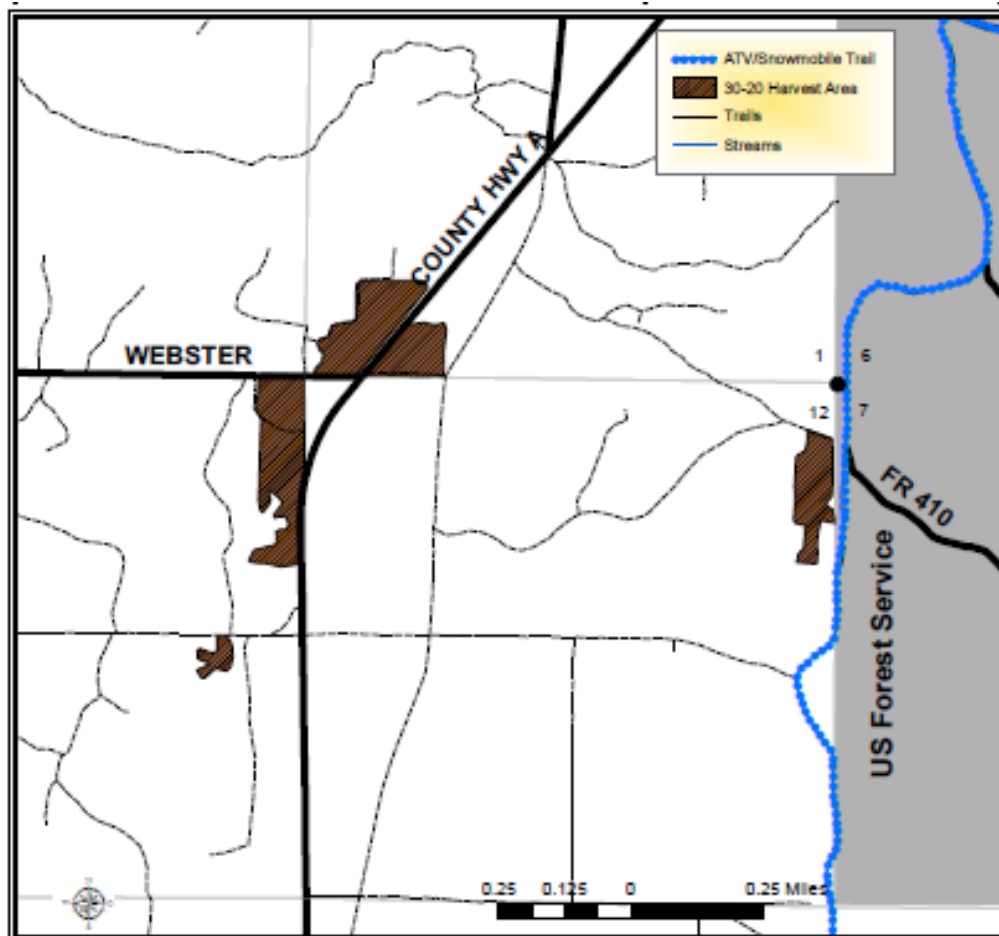 ATV/Snowmobile Trail
30-20 Harvest Area
Trails
Streams
COUNTY HWY A
WEBSTER
1 6
12 7
FR 410
US Forest Service
0.25 0.125 0 0.25 Miles